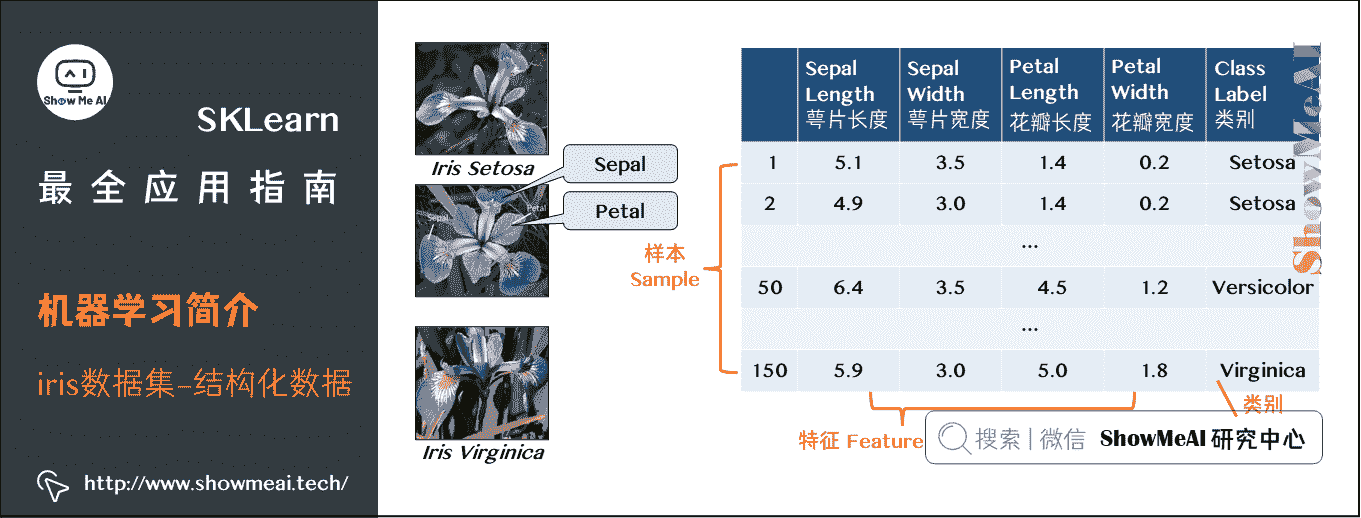 Show Me AI
SKLearn
最全应用指南
机器学习简介
iris数据集-结构化数据
http://www.showmeai.tech/
Iris Setosa
Sepal
Petal
Sepal
Petal
Iris Virginica
样本
Sample
Sepal Length 萼片长度
Sepal Width 萼片宽度
Petal Length 花瓣长度
Petal Width 花瓣宽度
Class Label 类别
1 5.1 3.5 1.4 0.2 Setosa
2 4.9 3.0 1.4 0.2 Setosa
...
50 6.4 3.5 4.5 1.2 Versicolor
...
150 5.9 3.0 5.0 1.8 Virginica
类别
特征 Feature
搜索 | 微信 ShowMeAI 研究中心
ShowMeAI